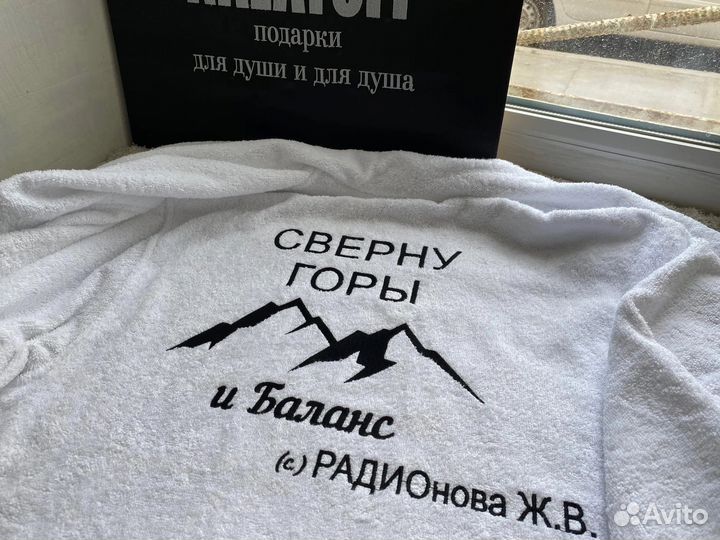 подарки
для души и для душа
СВЕРНУ
ГОРЫ
и Баланс
(с.) РАДИОнова Ж.В.
Avito